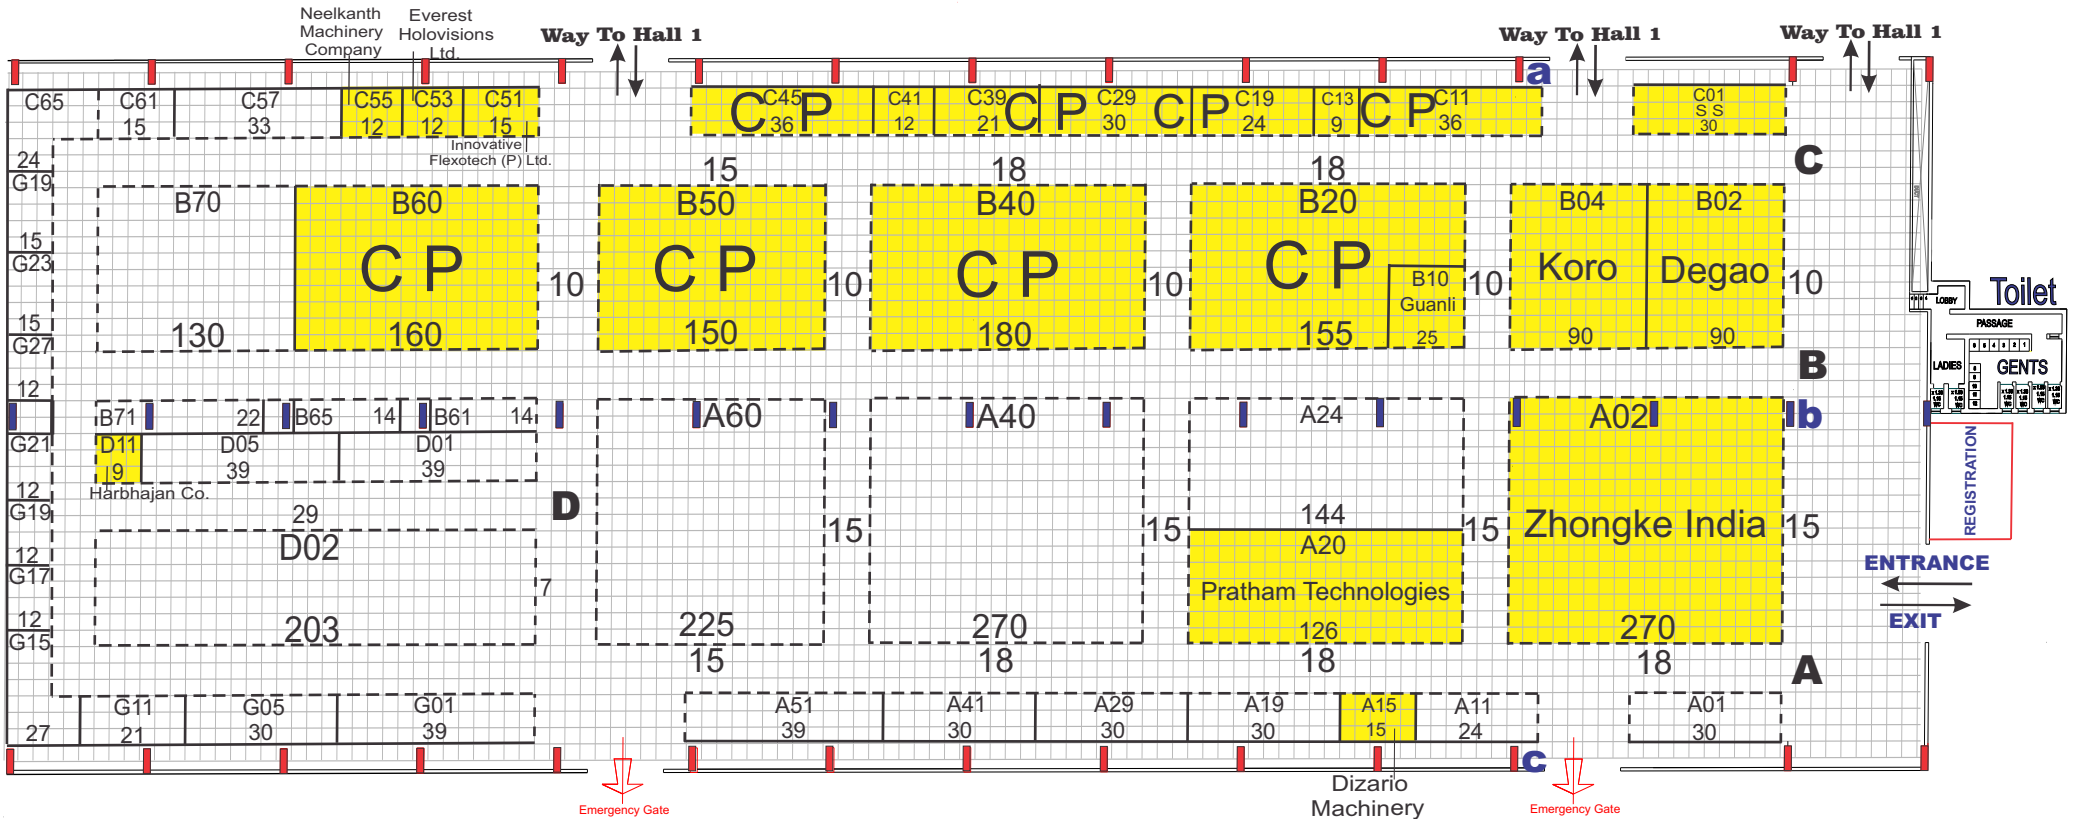 Neelkanth
Machinery
Company
Everest
Holovisions
Ltd.
Way To Hall 1
Way To Hall 1
Way To Hall 1
a
C65
C61
15
C57
33
C55
12
C53
12
C51
15
Innovative
Flexotech (P) Ltd.
C45
36
C P
C41
12
C39
21
C P
C29
30
C P
C19
24
C13
9
C P
C11
36
C01
S S
30
15
18
18
C
24
G19
15
G23
15
G27
12
G21
12
G19
12
G17
12
G15
B70
130
B60
C P
160
10
B50
C P
150
10
B40
C P
180
10
B20
C P
155
B10
Guanli
25
10
B04
Koro
90
B02
Degao
90
10
B
LOBBY
Toilet
PASSAGE
6 5 4 3 2 1
LADIES
GENTS
B71
22
B65
14
B61
14
D11
9
Harbhajan Co.
D05
39
D01
39
29
D
D02
203
7
A60
225
15
15
A40
270
18
15
A24
144
A20
Pratham Technologies
126
18
15
A02
Zhongke India
270
18
15
b
REGISTRATION
ENTRANCE
EXIT
A
27
G11
21
G05
30
G01
39
A51
39
A41
30
A29
30
A19
30
A15
15
A11
24
A01
30
c
Dizario
Machinery
Emergency Gate
Emergency Gate